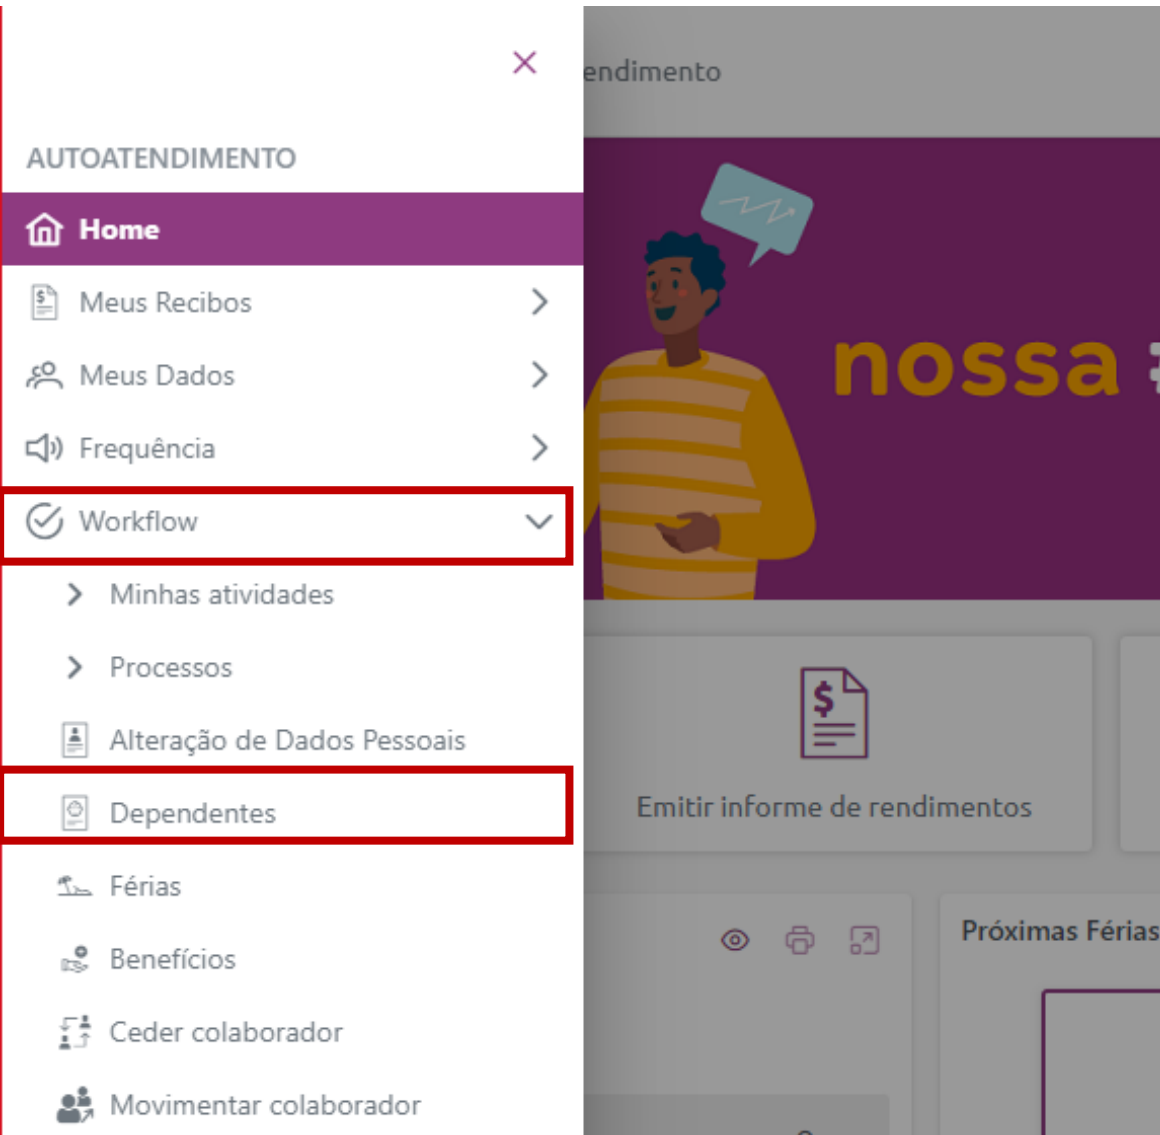 endimento
AUTOATENDIMENTO
Home
Meus Recibos
Meus Dados
Frequência
Workflow
Minhas atividades
Processos
Alteração de Dados Pessoais
Dependentes
Férias
Benefícios
Ceder colaborador
Movimentar colaborador
nossa
Emitir informe de rendimentos
Próximas Férias